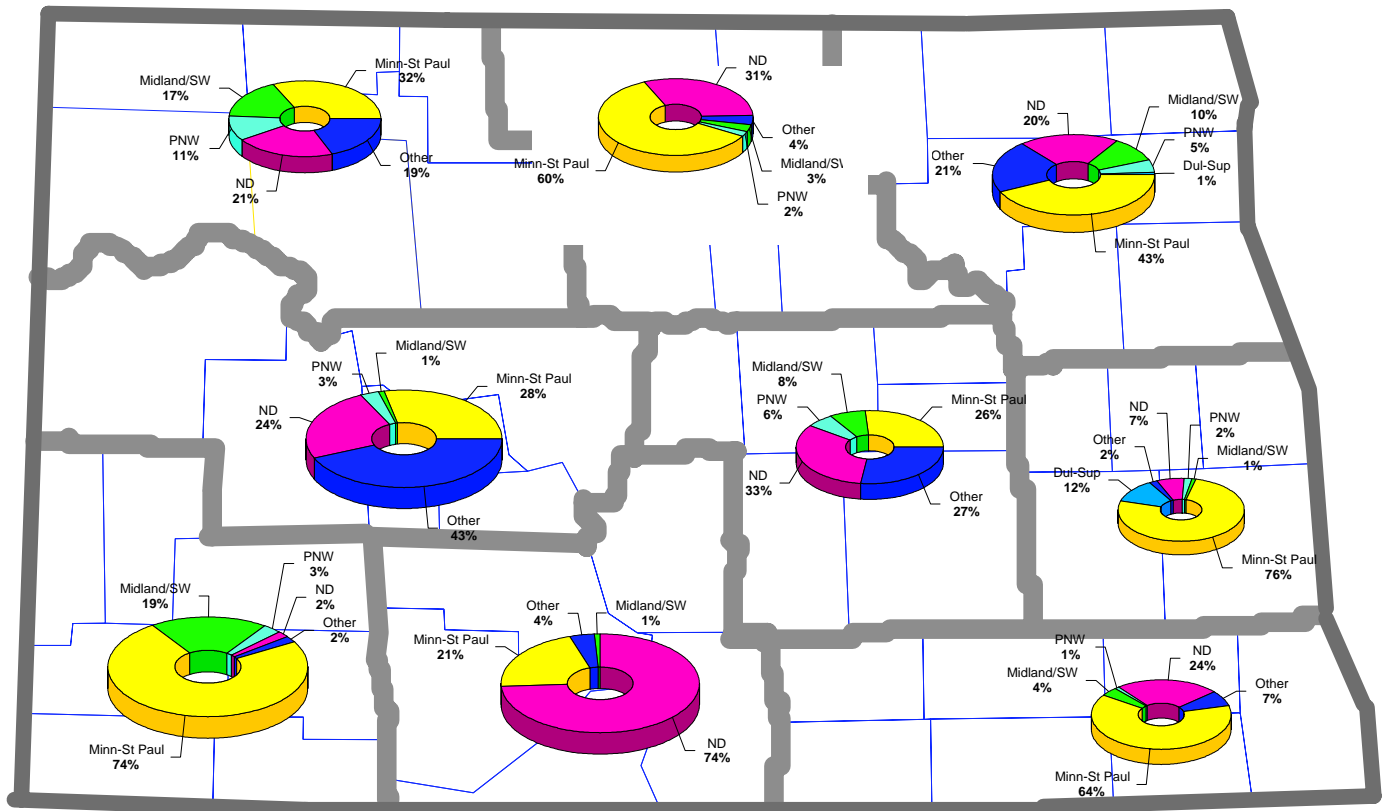 Minn-St Paul
32%
Midland/SW
17%
PNW
11%
ND
21%
Other
19%
ND
31%
Other
4%
Midland/SW
3%
PNW
2%
Minn-St Paul
60%
ND
20%
Midland/SW
10%
PNW
5%
Dul-Sup
1%
Other
21%
Minn-St Paul
43%
Midland/SW
1%
PNW
3%
Minn-St Paul
28%
ND
24%
Other
43%
Midland/SW
8%
PNW
6%
Minn-St Paul
26%
ND
33%
Other
27%
ND
7%
PNW
2%
Other
2%
Midland/SW
1%
Dul-Sup
12%
Minn-St Paul
76%
PNW
3%
Midland/SW
19%
ND
2%
Other
2%
Minn-St Paul
74%
Other
4%
Midland/SW
1%
Minn-St Paul
21%
ND
74%
PNW
1%
ND
24%
Midland/SW
4%
Other
7%
Minn-St Paul
64%